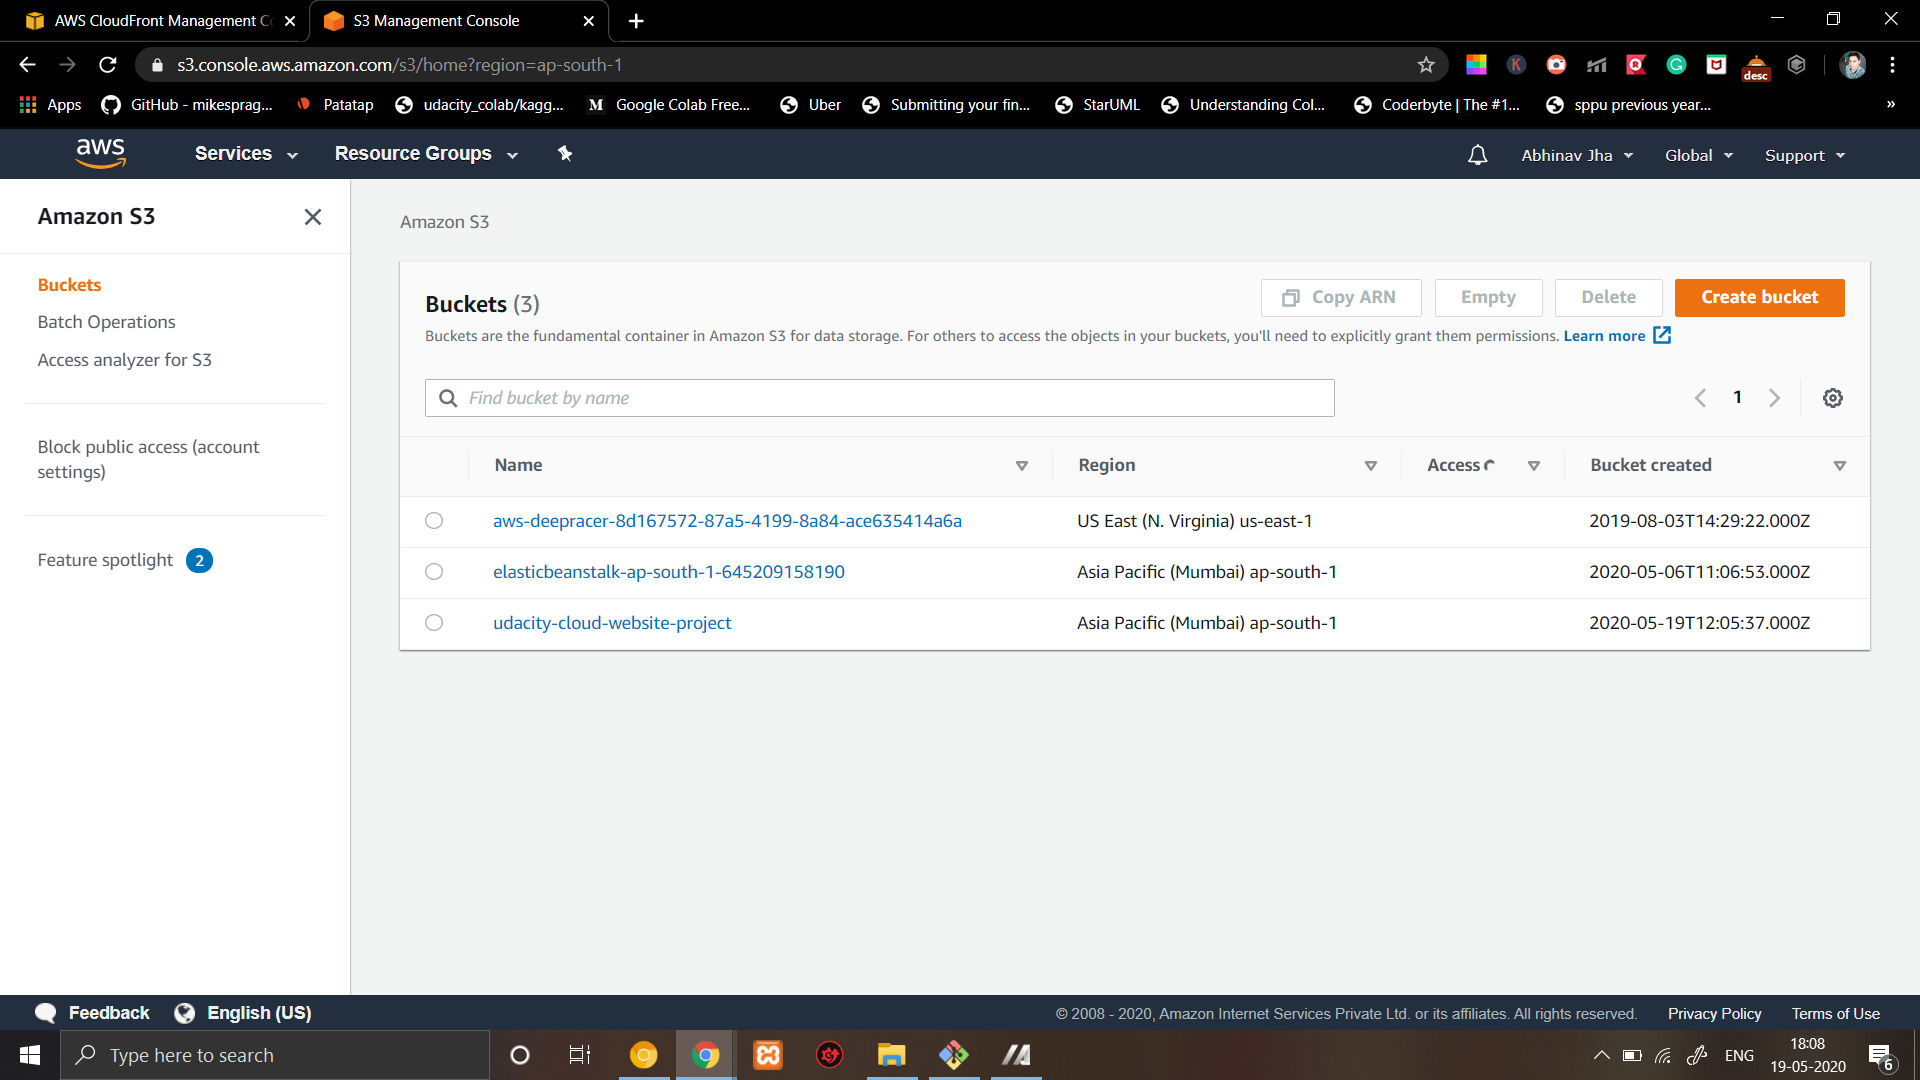 AWS CloudFront Management C
S3 Management Console
s3.console.aws.amazon.com/s3/home?region=ap-south-1
desc
Apps
GitHub - mikesprag...
Patatap
udacity_colab/kagg...
M
Google Colab Free...
Uber
Submitting your fin...
StarUML
Understanding Col...
Coderbyte | The #1...
sppu previous year...
»
aws
Services
Resource Groups
Abhinav Jha
Global
Support
Amazon S3
Buckets
Batch Operations
Access analyzer for S3
Block public access (account
settings)
Feature spotlight 2
Amazon S3
Buckets (3)
Copy ARN
Empty
Delete
Create bucket
Buckets are the fundamental container in Amazon S3 for data storage. For others to access the objects in your buckets, you'll need to explicitly grant them permissions. Learn more
Find bucket by name
1
Name Region Access Bucket created
aws-deepracer-8d167572-87a5-4199-8a84-ace635414a6a US East (N. Virginia) us-east-1 2019-08-03T14:29:22.000Z
elasticbeanstalk-ap-south-1-645209158190 Asia Pacific (Mumbai) ap-south-1 2020-05-06T11:06:53.000Z
udacity-cloud-website-project Asia Pacific (Mumbai) ap-south-1 2020-05-19T12:05:37.000Z
Feedback
English (US)
© 2008 - 2020, Amazon Internet Services Private Ltd. or its affiliates. All rights reserved.
Privacy Policy
Terms of Use
Type here to search
ENG
18:08
19-05-2020
6